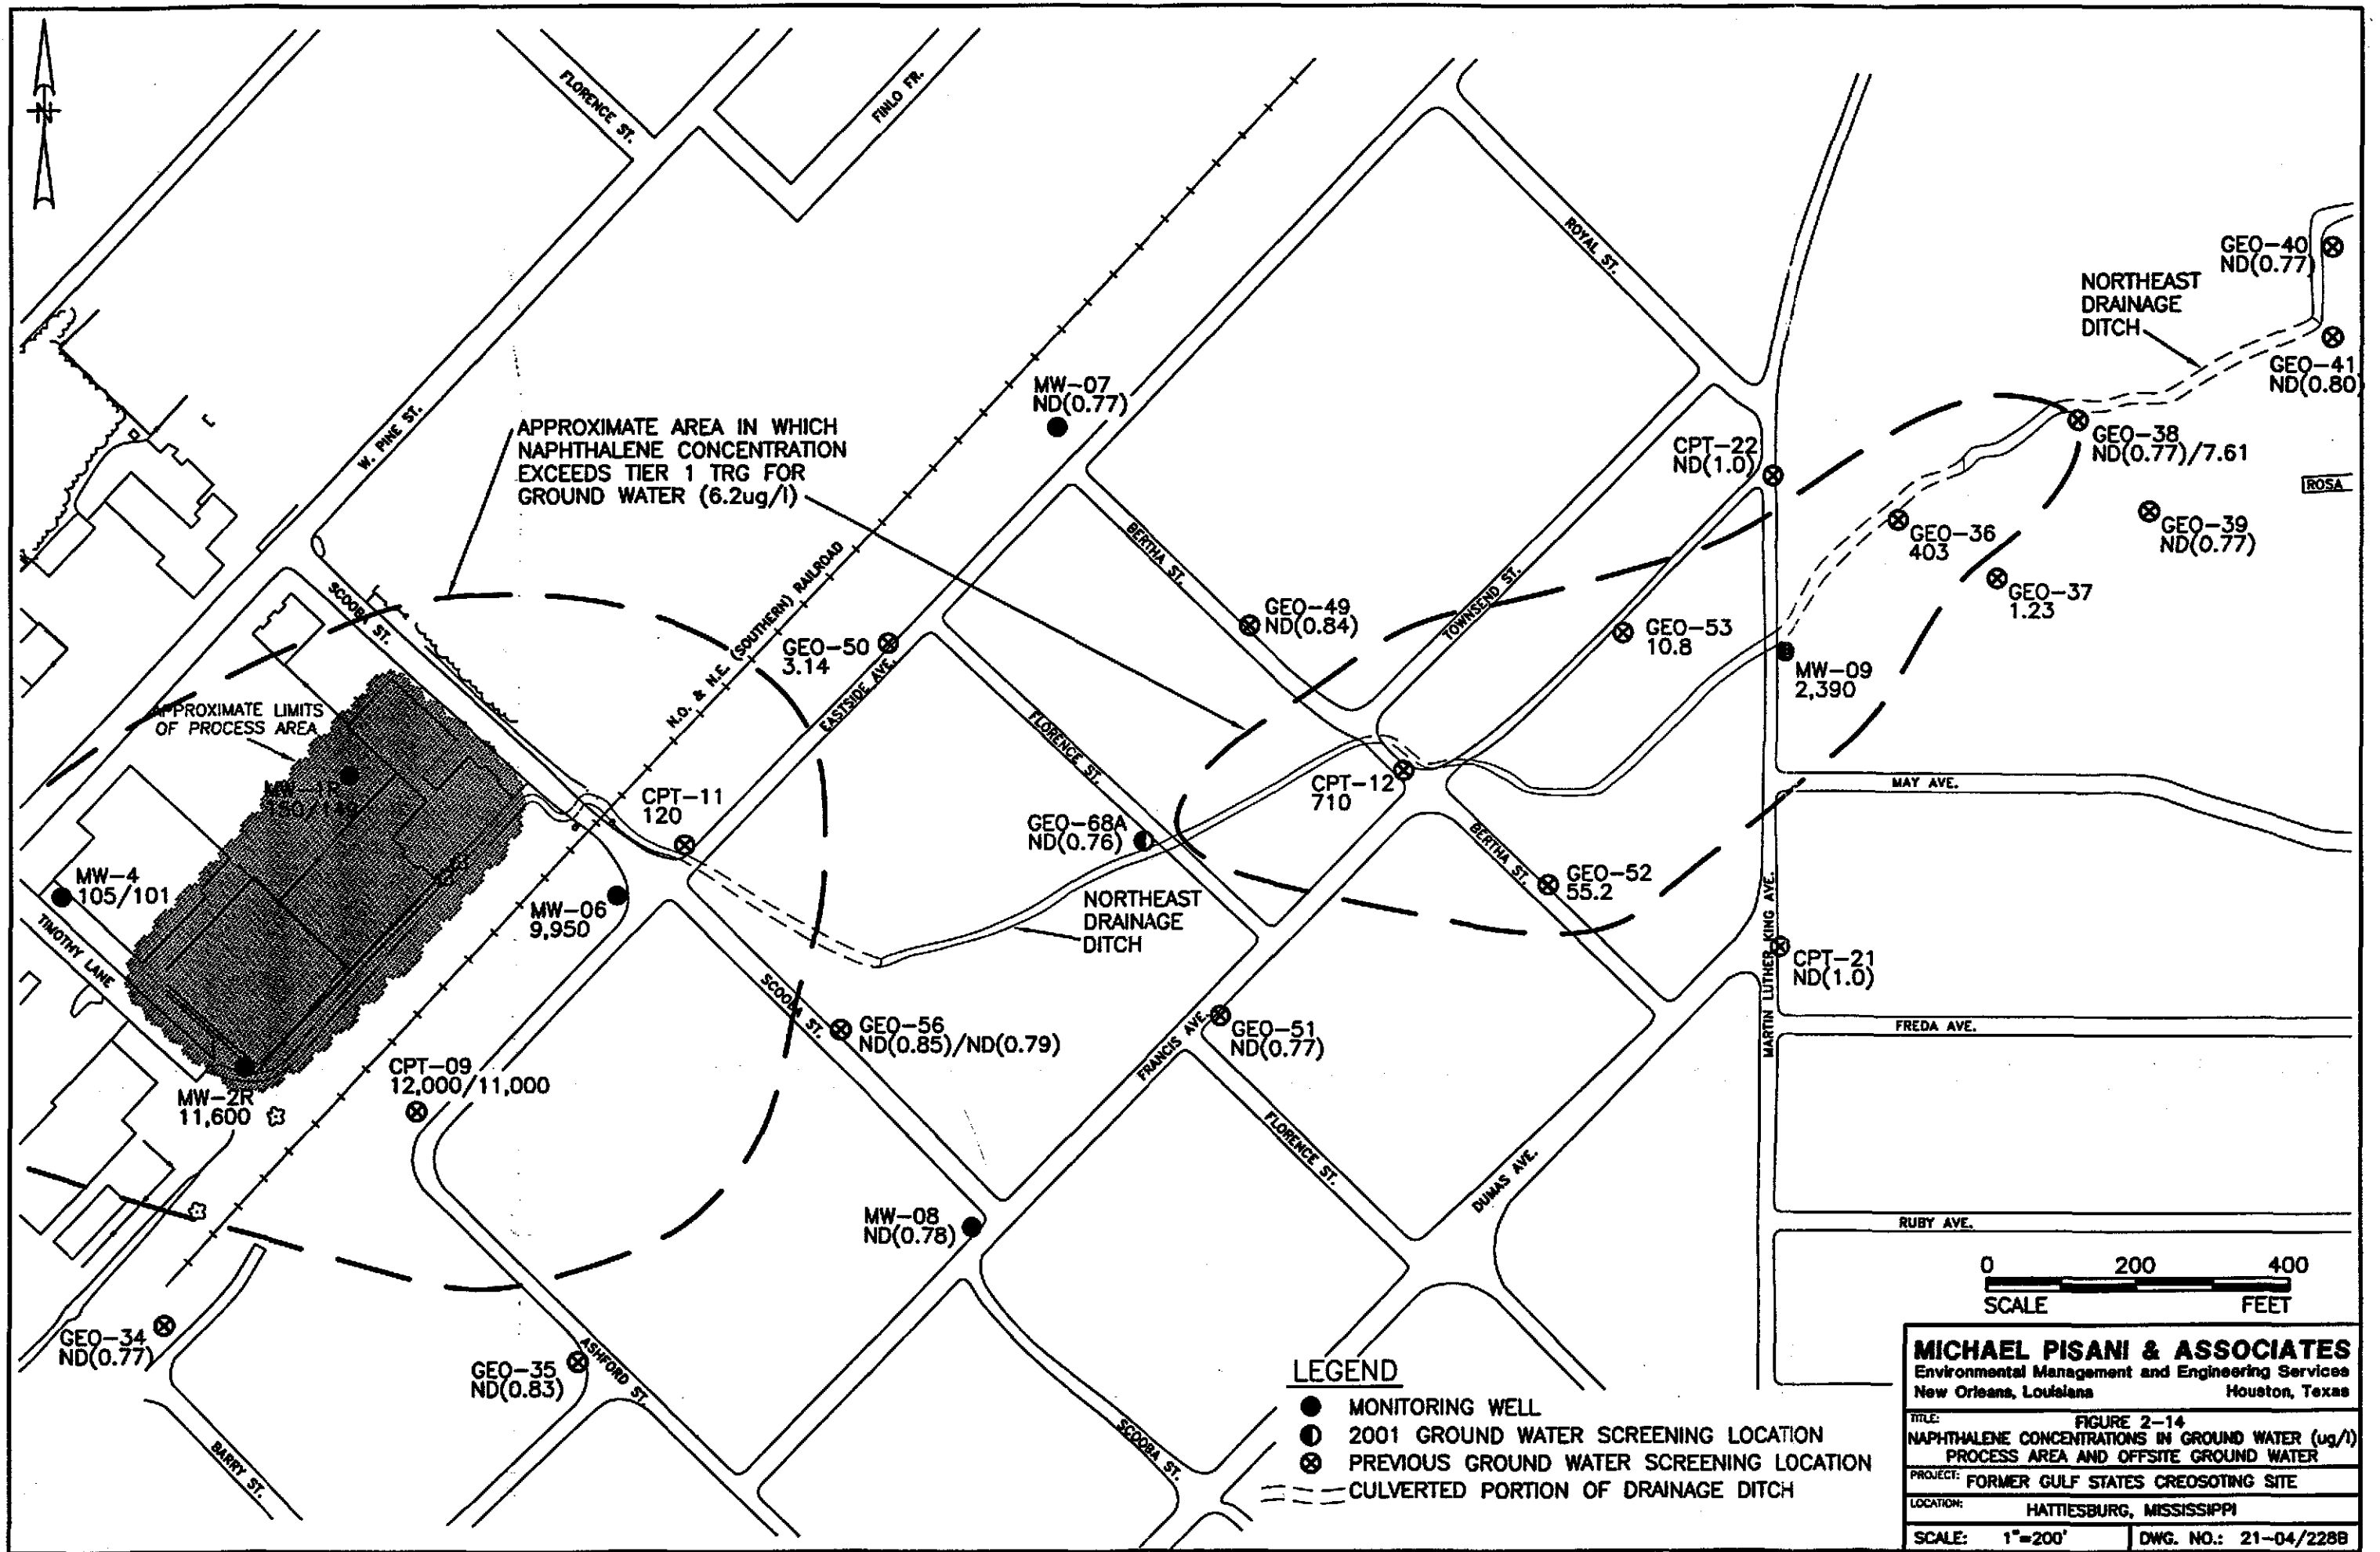 N
FLORENCE ST.
FINLO FR.
ROYAL ST.
GEO-40
ND(0.77)
NORTHEAST
DRAINAGE
DITCH
GEO-41
ND(0.80)
MW-07
ND(0.77)
W. PINE ST.
APPROXIMATE AREA IN WHICH
NAPHTHALENE CONCENTRATION
EXCEEDS TIER 1 TRG FOR
GROUND WATER (6.2ug/l)
CPT-22
ND(1.0)
GEO-38
ND(0.77)/7.61
ROSA
GEO-36
403
GEO-39
ND(0.77)
GEO-37
1.23
BERTHA ST.
TOWNSEND ST.
SCOOBA ST.
N.O. & N.E. (SOUTHERN) RAILROAD
GEO-50
3.14
EASTSIDE AVE.
GEO-49
ND(0.84)
GEO-53
10.8
MW-09
2,390
APPROXIMATE LIMITS
OF PROCESS AREA
FLORENCE ST.
MW-1R
CPT-11
120
CPT-12
710
MAY AVE.
GEO-68A
ND(0.76)
BERTHA ST.
GEO-52
55.2
MW-4
105/101
MW-06
9,950
NORTHEAST
DRAINAGE
DITCH
TIMOTHY LANE
MARTIN LUTHER KING AVE.
CPT-21
ND(1.0)
SCOOBA ST.
GEO-56
ND(0.85)/ND(0.79)
FRANCIS AVE.
GEO-51
ND(0.77)
FREDA AVE.
CPT-09
12,000/11,000
MW-2R
11,600
FLORENCE ST.
DUMAS AVE.
MW-08
ND(0.78)
RUBY AVE.
GEO-34
ND(0.77)
GEO-35
ND(0.83)
ASHFORD ST.
BARRY ST.
SCOOBA ST.
0 200 400
SCALE FEET
LEGEND
MONITORING WELL
2001 GROUND WATER SCREENING LOCATION
PREVIOUS GROUND WATER SCREENING LOCATION
CULVERTED PORTION OF DRAINAGE DITCH
MICHAEL PISANI & ASSOCIATES
Environmental Management and Engineering Services
New Orleans, Louisiana Houston, Texas
TITLE: FIGURE 2-14
NAPHTHALENE CONCENTRATIONS IN GROUND WATER (ug/l)
PROCESS AREA AND OFFSITE GROUND WATER
PROJECT: FORMER GULF STATES CREOSOTING SITE
LOCATION: HATTIESBURG, MISSISSIPPI
SCALE: 1"=200' DWG. NO.: 21-04/228B